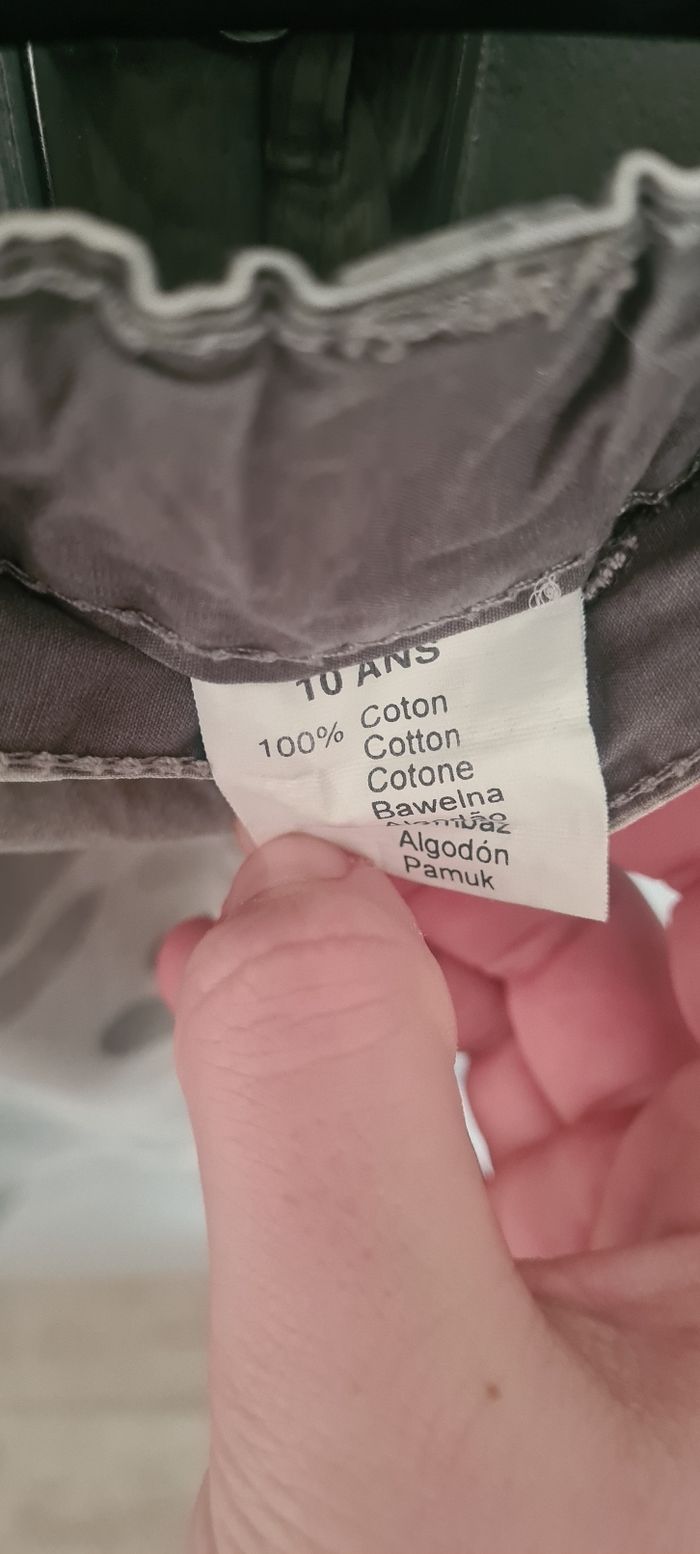 10 ANS
100% Coton
Cotton
Cotone
Bawelna
Algodón
Pamuk